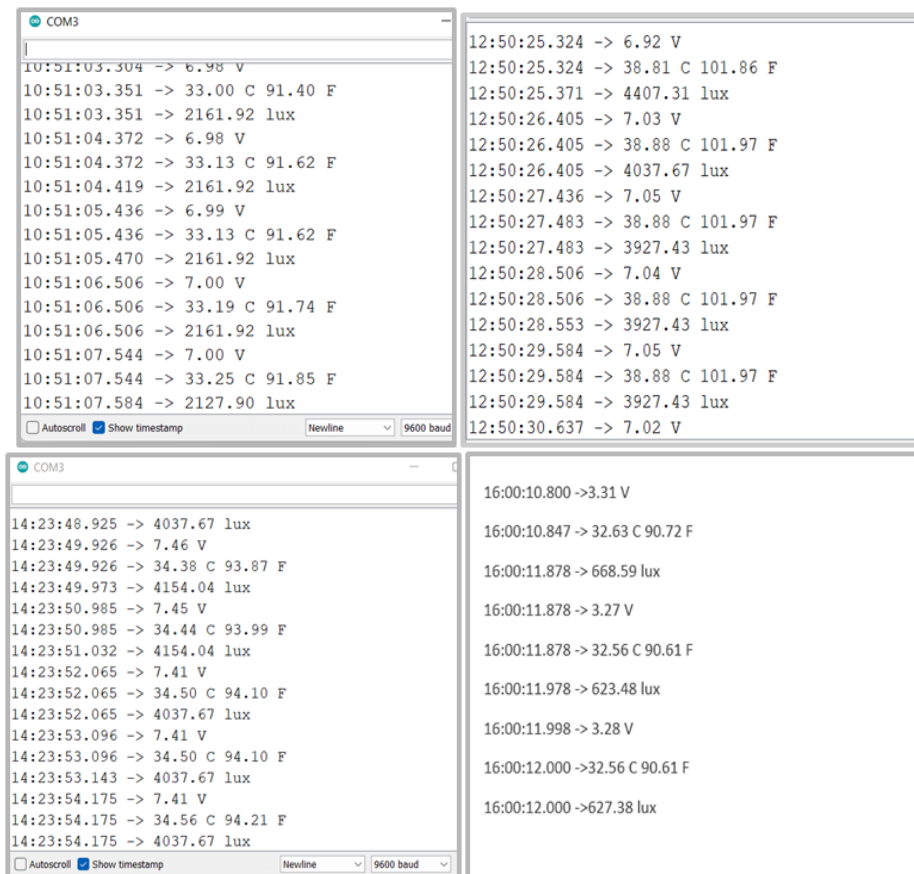 COM3
10:51:03.304 -> 6.98 V
10:51:03.351 -> 33.00 C 91.40 F
10:51:03.351 -> 2161.92 lux
10:51:04.372 -> 6.98 V
10:51:04.372 -> 33.13 C 91.62 F
10:51:04.419 -> 2161.92 lux
10:51:05.436 -> 6.99 V
10:51:05.436 -> 33.13 C 91.62 F
10:51:05.470 -> 2161.92 lux
10:51:06.506 -> 7.00 V
10:51:06.506 -> 33.19 C 91.74 F
10:51:06.506 -> 2161.92 lux
10:51:07.544 -> 7.00 V
10:51:07.544 -> 33.25 C 91.85 F
10:51:07.584 -> 2127.90 lux
Autoscroll Show timestamp Newline 9600 baud
12:50:25.324 -> 6.92 V
12:50:25.324 -> 38.81 C 101.86 F
12:50:25.371 -> 4407.31 lux
12:50:26.405 -> 7.03 V
12:50:26.405 -> 38.88 C 101.97 F
12:50:26.405 -> 4037.67 lux
12:50:27.436 -> 7.05 V
12:50:27.483 -> 38.88 C 101.97 F
12:50:27.483 -> 3927.43 lux
12:50:28.506 -> 7.04 V
12:50:28.506 -> 38.88 C 101.97 F
12:50:28.553 -> 3927.43 lux
12:50:29.584 -> 7.05 V
12:50:29.584 -> 38.88 C 101.97 F
12:50:29.584 -> 3927.43 lux
12:50:30.637 -> 7.02 V
COM3
14:23:48.925 -> 4037.67 lux
14:23:49.926 -> 7.46 V
14:23:49.926 -> 34.38 C 93.87 F
14:23:49.973 -> 4154.04 lux
14:23:50.985 -> 7.45 V
14:23:50.985 -> 34.44 C 93.99 F
14:23:51.032 -> 4154.04 lux
14:23:52.065 -> 7.41 V
14:23:52.065 -> 34.50 C 94.10 F
14:23:52.065 -> 4037.67 lux
14:23:53.096 -> 7.41 V
14:23:53.096 -> 34.50 C 94.10 F
14:23:53.143 -> 4037.67 lux
14:23:54.175 -> 7.41 V
14:23:54.175 -> 34.56 C 94.21 F
14:23:54.175 -> 4037.67 lux
Autoscroll Show timestamp Newline 9600 baud
16:00:10.800 ->3.31 V
16:00:10.847 -> 32.63 C 90.72 F
16:00:11.878 -> 668.59 lux
16:00:11.878 -> 3.27 V
16:00:11.878 -> 32.56 C 90.61 F
16:00:11.978 -> 623.48 lux
16:00:11.998 -> 3.28 V
16:00:12.000 ->32.56 C 90.61 F
16:00:12.000 ->627.38 lux